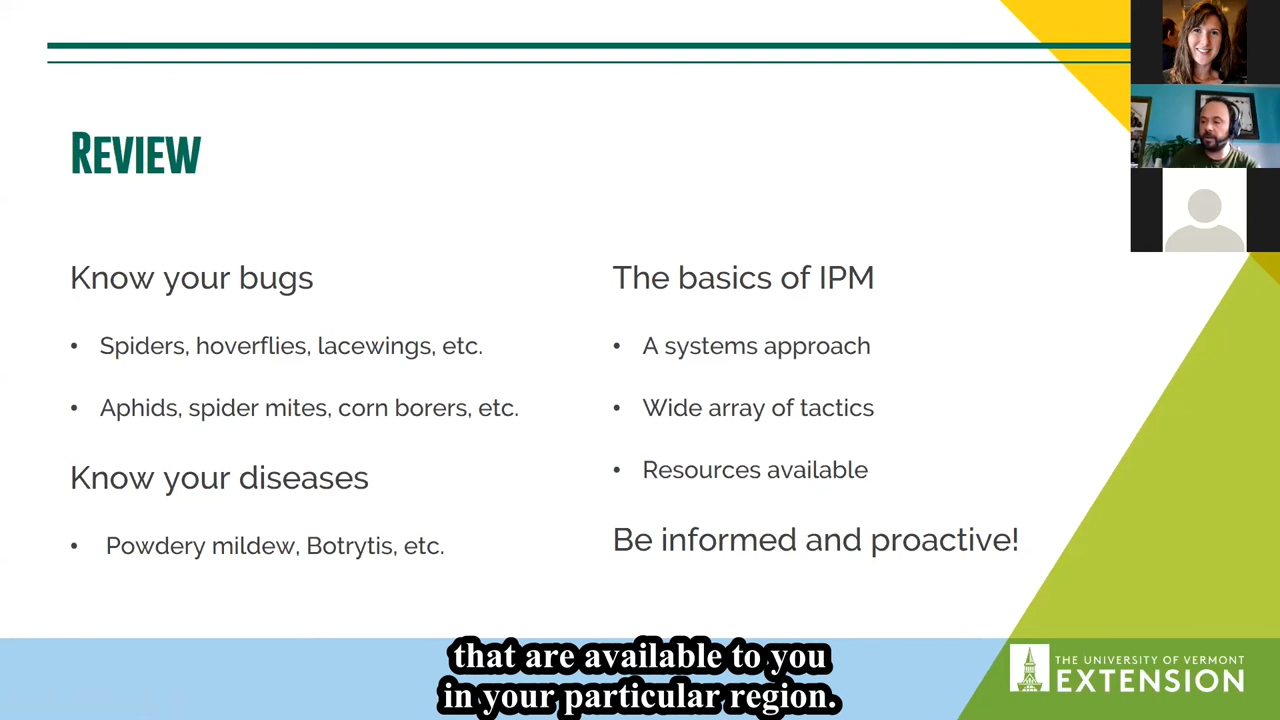 REVIEW
Know your bugs
• Spiders, hoverflies, lacewings, etc.
• Aphids, spider mites, corn borers, etc.
Know your diseases
• Powdery mildew, Botrytis, etc.
The basics of IPM
• A systems approach
• Wide array of tactics
• Resources available
Be informed and proactive!
that are available to you
in your particular region.
THE UNIVERSITY OF VERMONT
EXTENSION